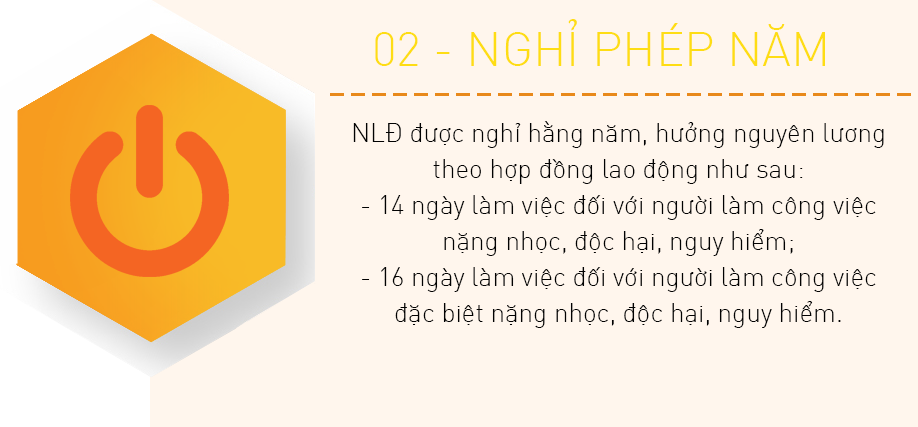 02 - NGHỈ PHÉP NĂM
NLĐ được nghỉ hằng năm, hưởng nguyên lương
theo hợp đồng lao động như sau:
- 14 ngày làm việc đối với người làm công việc
nặng nhọc, độc hại, nguy hiểm;
- 16 ngày làm việc đối với người làm công việc
đặc biệt nặng nhọc, độc hại, nguy hiểm.